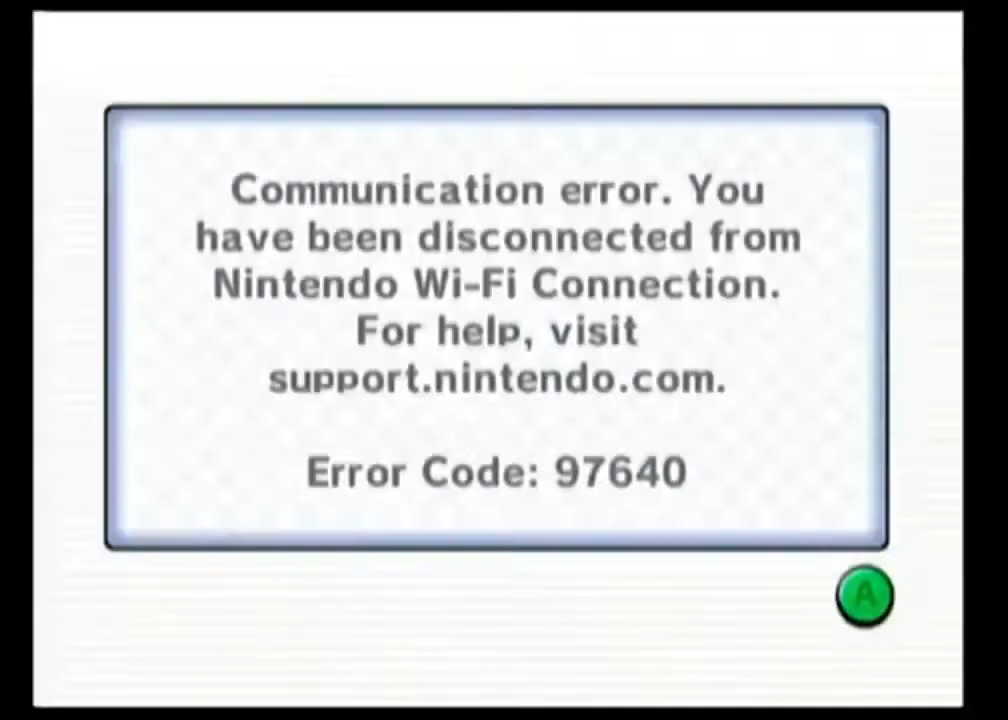 Communication error. You
have been disconnected from
Nintendo Wi-Fi Connection.
For help, visit
support.nintendo.com.
Error Code: 97640
A